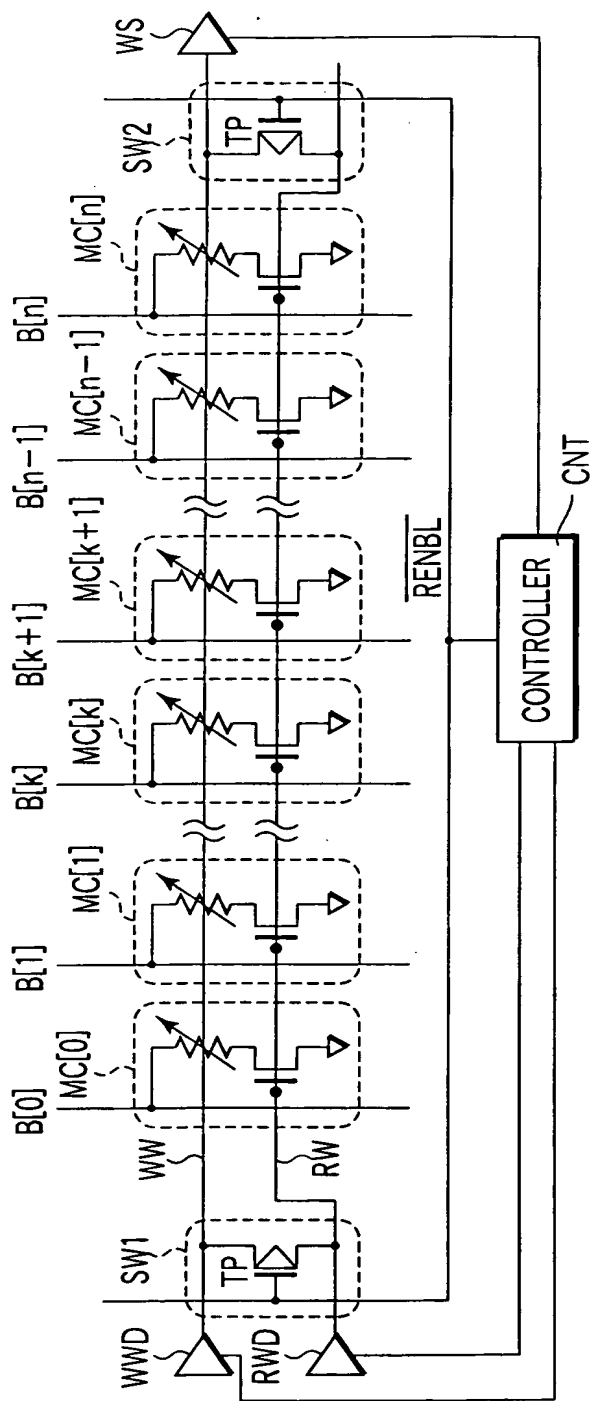 B[0]
B[1]
B[k]
B[k+1]
B[n-1]
B[n]
MC[0]
MC[1]
MC[k]
MC[k+1]
MC[n-1]
MC[n]
SW1
SW2
WWD
WW
WS
TP
TP
RWD
RW
RENBL
CONTROLLER
CNT